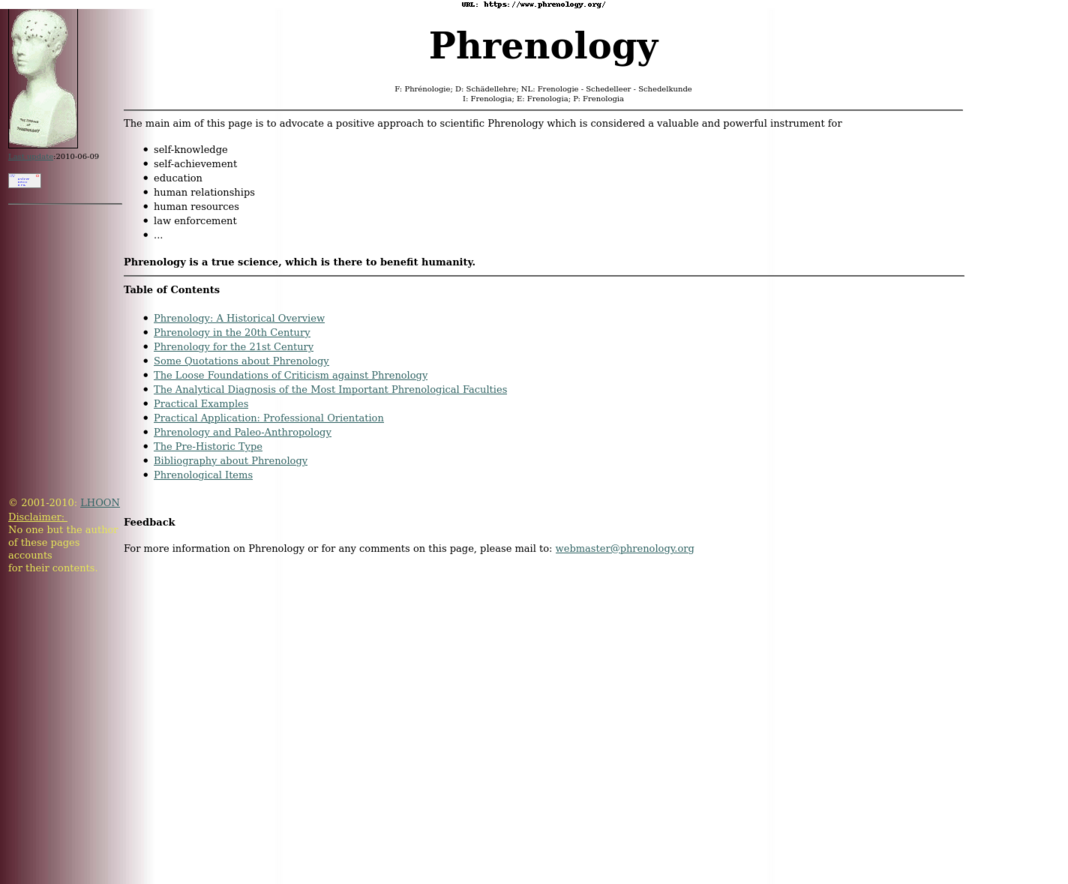 URL: https://www.phrenology.org/
Phrenology
F: Phrénologie; D: Schädellehre; NL: Frenologie - Schedelleer - Schedelkunde
I: Frenologia; E: Frenologia; P: Frenologia
:2010-06-09
The main aim of this page is to advocate a positive approach to scientific Phrenology which is considered a valuable and powerful instrument for
• self-knowledge
• self-achievement
• education
• human relationships
• human resources
• law enforcement
• ...
Phrenology is a true science, which is there to benefit humanity.
Table of Contents
• Phrenology: A Historical Overview
• Phrenology in the 20th Century
• Phrenology for the 21st Century
• Some Quotations about Phrenology
• The Loose Foundations of Criticism against Phrenology
• The Analytical Diagnosis of the Most Important Phrenological Faculties
• Practical Examples
• Practical Application: Professional Orientation
• Phrenology and Paleo-Anthropology
• The Pre-Historic Type
• Bibliography about Phrenology
• Phrenological Items
© 2001-2010: LHOON
Disclaimer:
No one but the author
of these pages
accounts
for their contents.
Feedback
For more information on Phrenology or for any comments on this page, please mail to: webmaster@phrenology.org